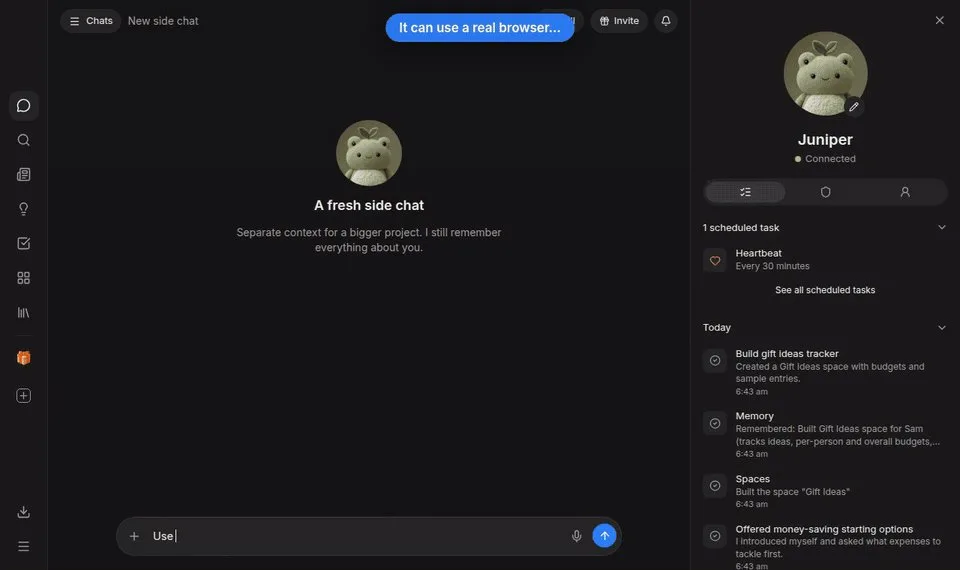 Chats
New side chat
It can use a real browser...
Invite
A fresh side chat
Separate context for a bigger project. I still remember
everything about you.
Use
Juniper
Connected
1 scheduled task
Heartbeat
Every 30 minutes
See all scheduled tasks
Today
Build gift ideas tracker
Created a Gift Ideas space with budgets and
sample entries.
6:43 am
Memory
Remembered: Built Gift Ideas space for Sam
(tracks ideas, per-person and overall budgets,...
6:43 am
Spaces
Built the space "Gift Ideas"
6:43 am
Offered money-saving starting options
I introduced myself and asked what expenses to
tackle first.
6:43 am